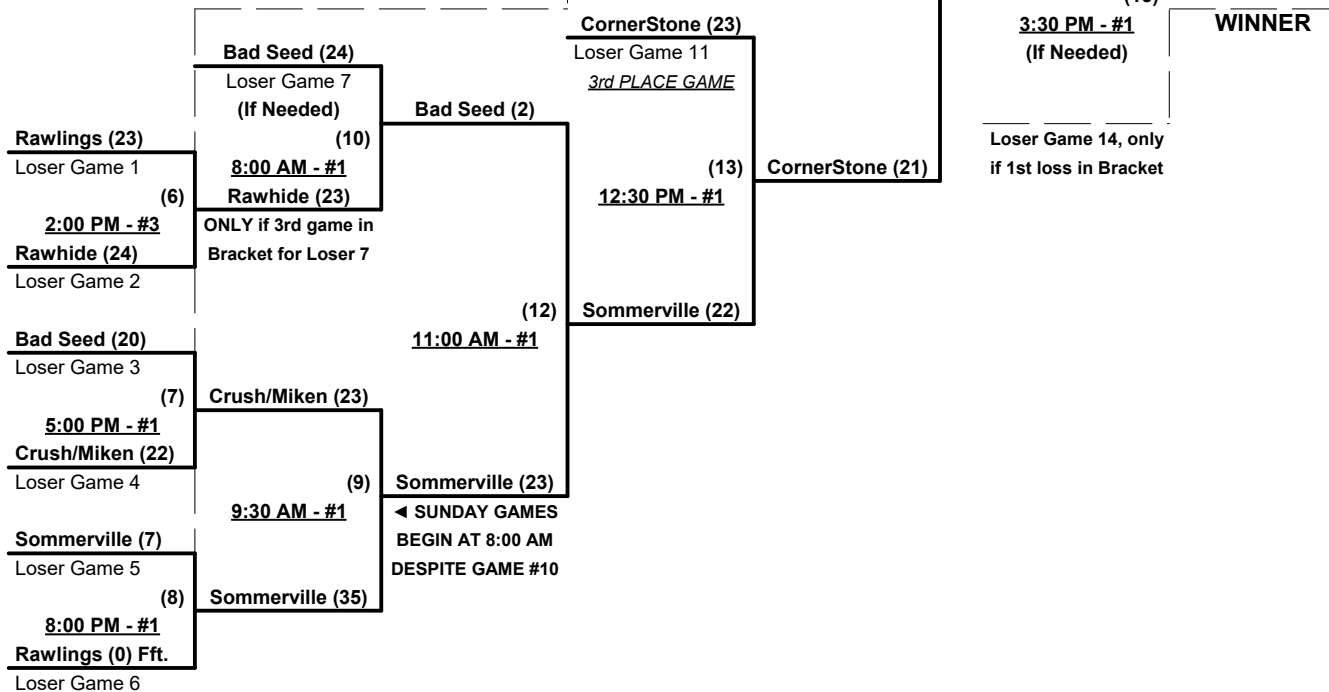 CornerStone (23)
3:30 PM - #1
WINNER
Bad Seed (24)
Loser Game 11
(If Needed)
Loser Game 7
3rd PLACE GAME
(If Needed)
Bad Seed (2)
Rawlings (23)
(10)
Loser Game 14, only
Loser Game 1
8:00 AM - #1
(13)
CornerStone (21)
if 1st loss in Bracket
(6)
Rawhide (23)
12:30 PM - #1
2:00 PM - #3
ONLY if 3rd game in
Rawhide (24)
Bracket for Loser 7
Loser Game 2
(12)
Sommerville (22)
Bad Seed (20)
11:00 AM - #1
Loser Game 3
(7)
Crush/Miken (23)
5:00 PM - #1
Crush/Miken (22)
Loser Game 4
(9)
Sommerville (23)
9:30 AM - #1
◄ SUNDAY GAMES
Sommerville (7)
BEGIN AT 8:00 AM
Loser Game 5
DESPITE GAME #10
(8)
Sommerville (35)
8:00 PM - #1
Rawlings (0) Fft.
Loser Game 6